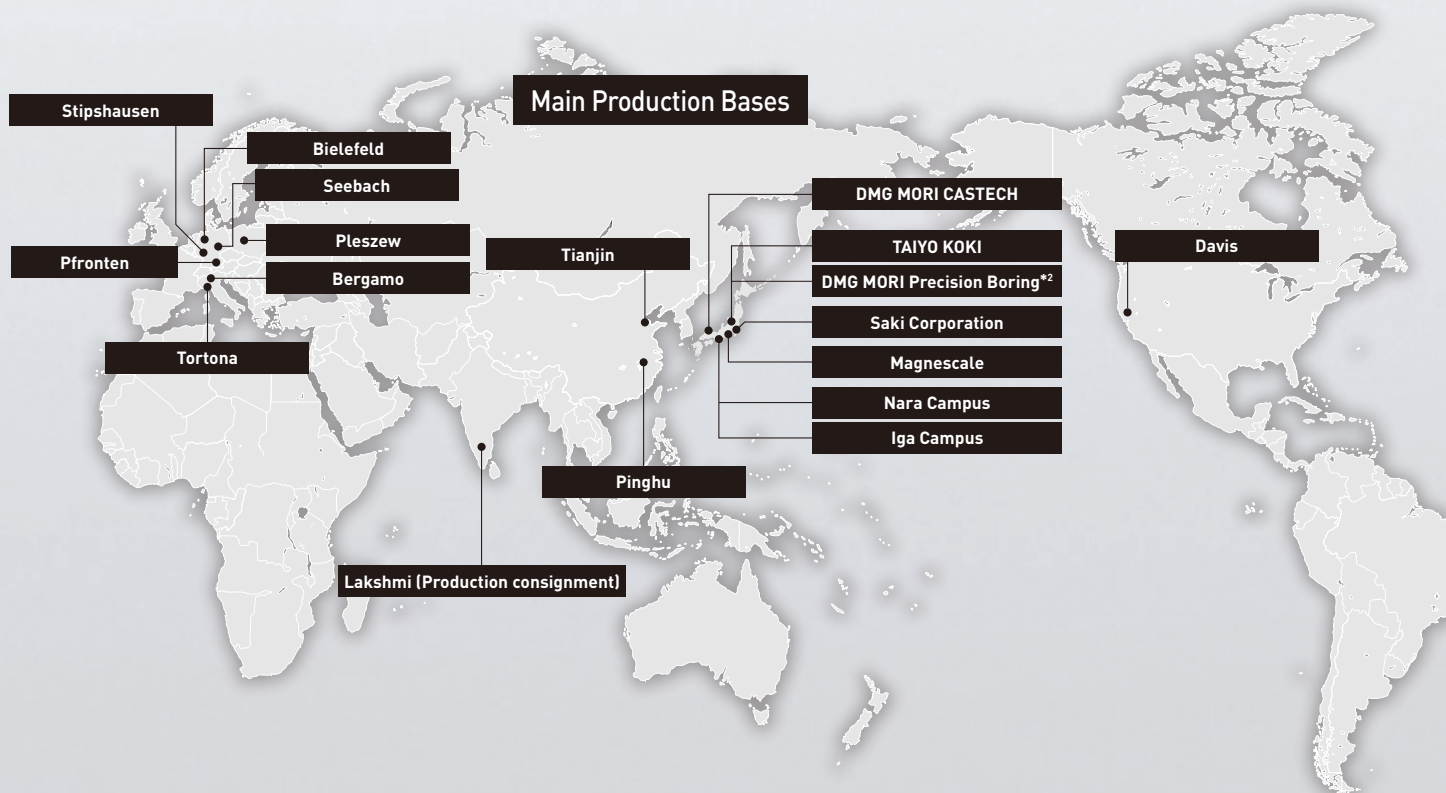 Main Production Bases
Stipshausen
Bielefeld
Seebach
Pleszew
Pfronten
Bergamo
Tortona
Tianjin
Pinghu
Lakshmi (Production consignment)
DMG MORI CASTECH
TAIYO KOKI
DMG MORI Precision Boring*2
Saki Corporation
Magnescale
Nara Campus
Iga Campus
Davis